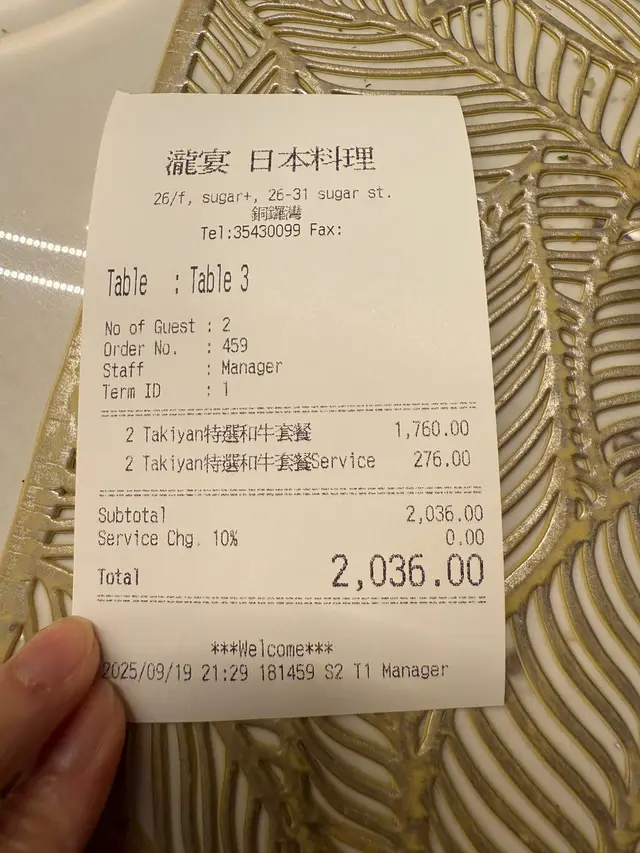 瀧宴 日本料理
26/f, sugar+, 26-31 sugar st.
銅鑼灣
Tel:35430099 Fax:
Table : Table 3
No of Guest : 2
Order No. : 459
Staff : Manager
Term ID : 1
2 Takiyan特選和牛套餐 1,760.00
2 Takiyan特選和牛套餐Service 276.00
Subtotal 2,036.00
Service Chg. 10% 0.00
Total 2,036.00
***Welcome***
2025/09/19 21:29 181459 S2 T1 Manager